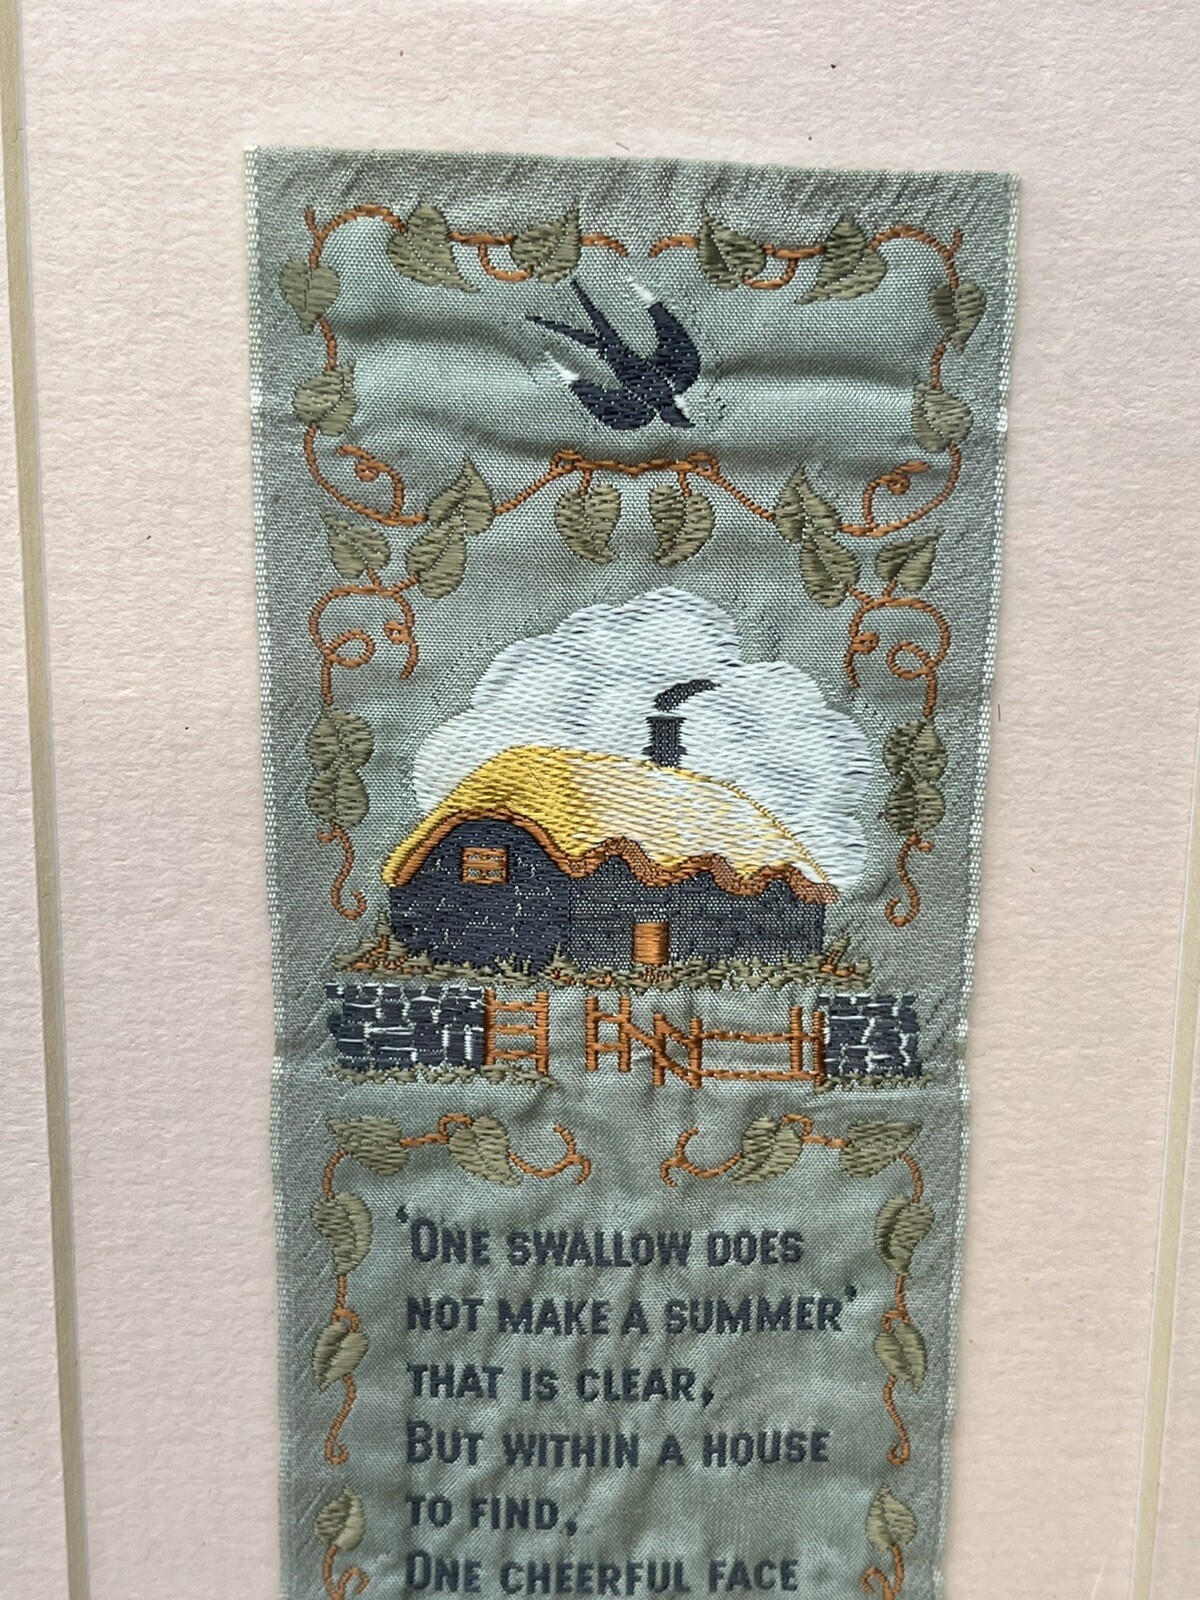 'ONE SWALLOW DOES
NOT MAKE A SUMMER'
THAT IS CLEAR,
BUT WITHIN A HOUSE
TO FIND,
ONE CHEERFUL FACE